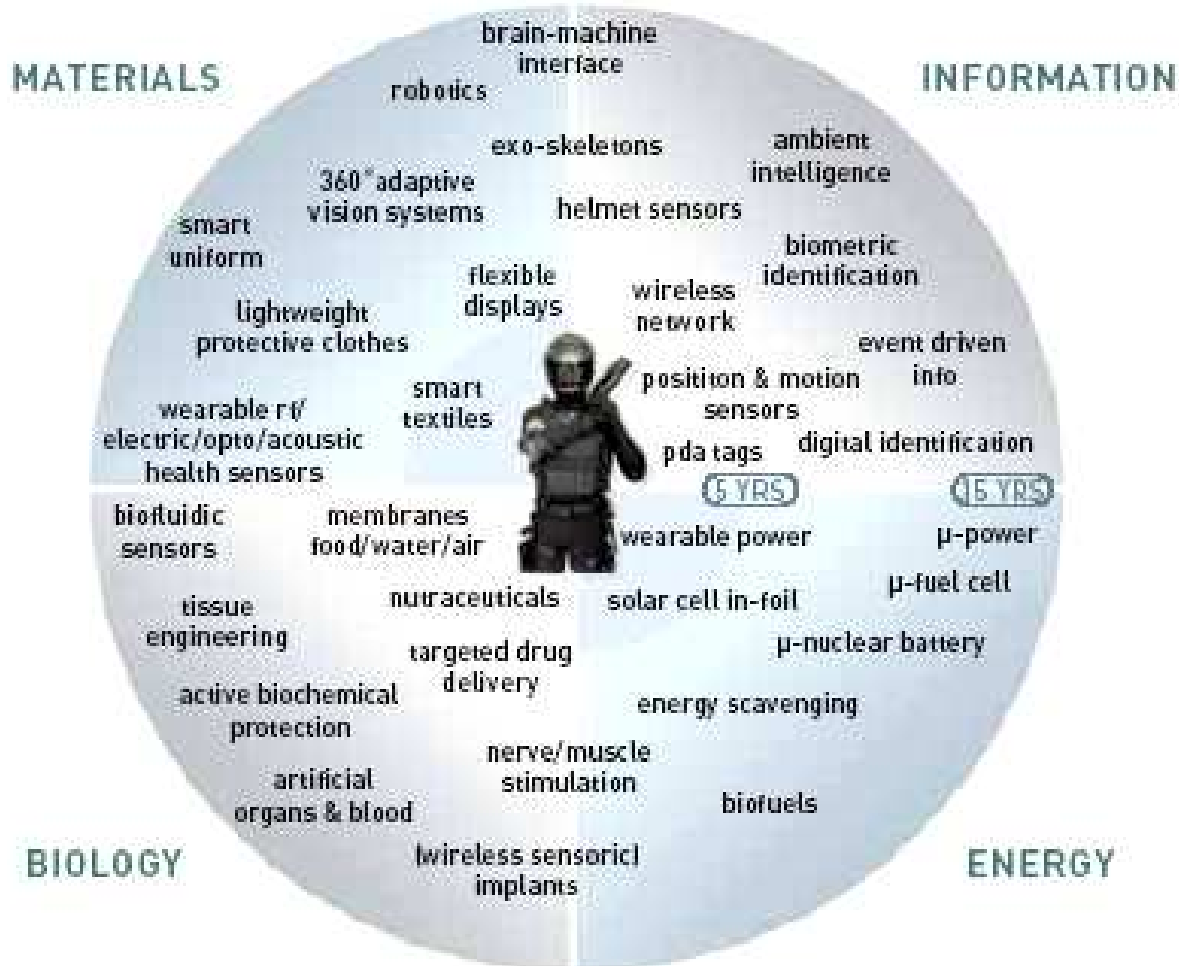 MATERIALS
INFORMATION
brain-machine
interface
robotics
exo-skeletons
ambient
intelligence
360° adaptive
vision systems
helmet sensors
smart
uniform
biometric
identification
flexible
displays
wireless
network
lightweight
protective clothes
event driven
info
smart
textiles
posititon & motion
sensors
wearable rf/
electric/opto/acoustic
health sensors
pda tags
digital identification
5 YRS
15 YRS
biofluidic
sensors
membranes
food/water/air
wearable power
µ-power
nutraceuticals
solar cell in-foil
µ-fuel cell
tissue
engineering
targeted drug
delivery
µ-nuclear battery
active biochemical
protection
energy scavenging
nerve/muscle
stimulation
artificial
organs & blood
biofuels
(wireless sensoric)
implants
BIOLOGY
ENERGY